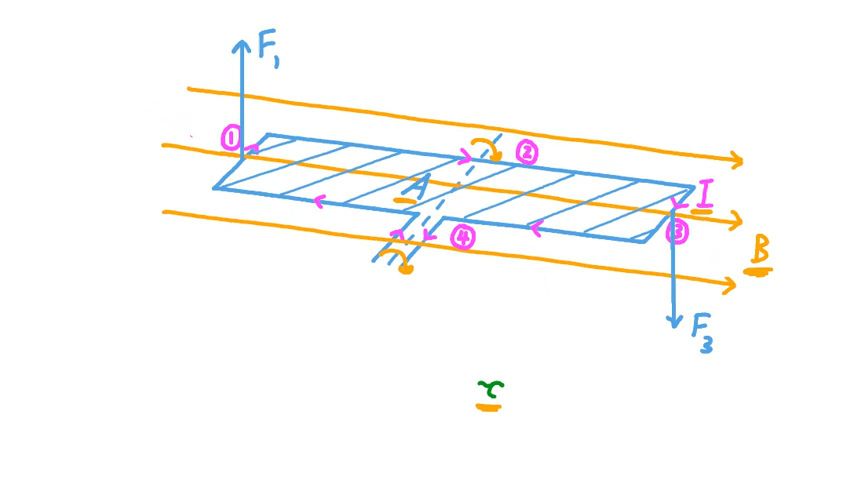 F₁
①
②
A
I
③
④
B
F₃
τ